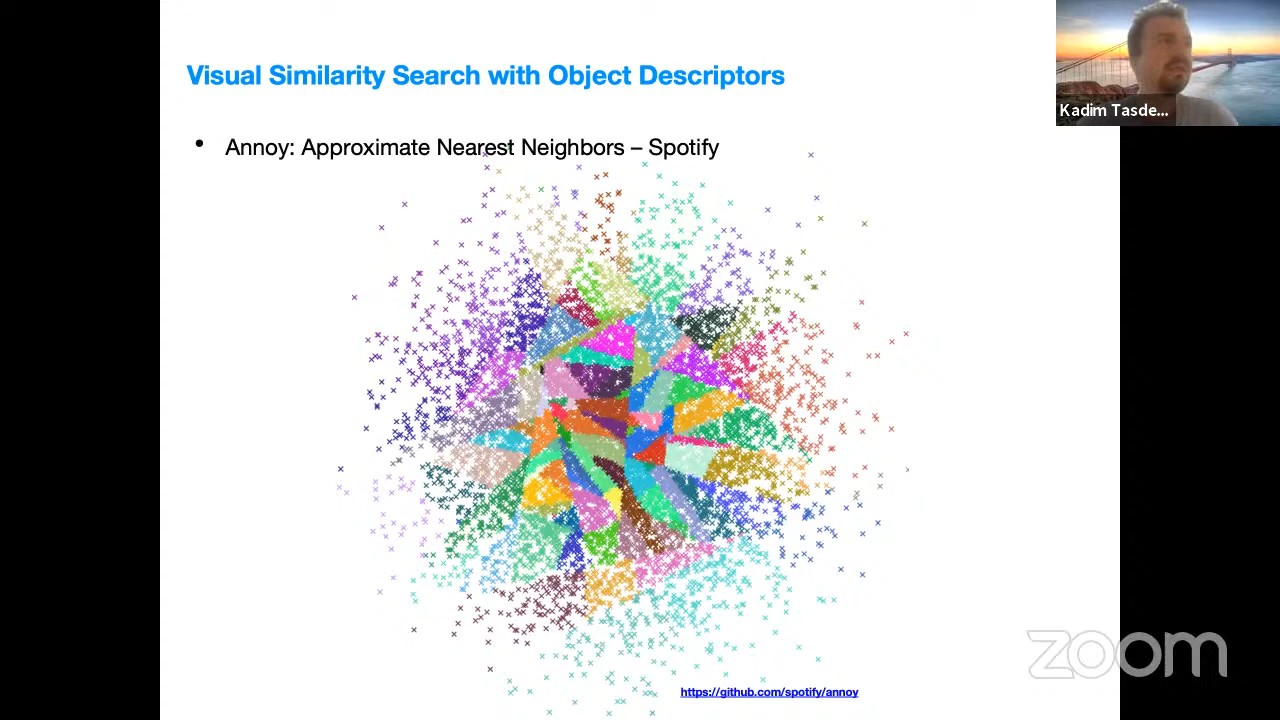 Visual Similarity Search with Object Descriptors
Kadim Tasde...
• Annoy: Approximate Nearest Neighbors – Spotify
zoom
https://github.com/spotify/annoy